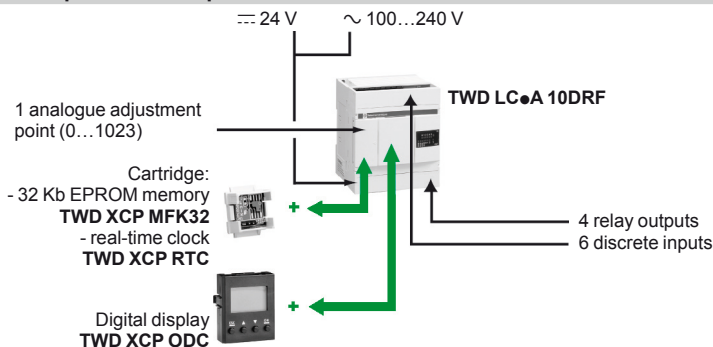 ⎓ 24 V
∼ 100…240 V
TWD LC●A 10DRF
1 analogue adjustment
point (0…1023)
Cartridge:
- 32 Kb EPROM memory
TWD XCP MFK32
- real-time clock
TWD XCP RTC
+
4 relay outputs
6 discrete inputs
+
Digital display
TWD XCP ODC